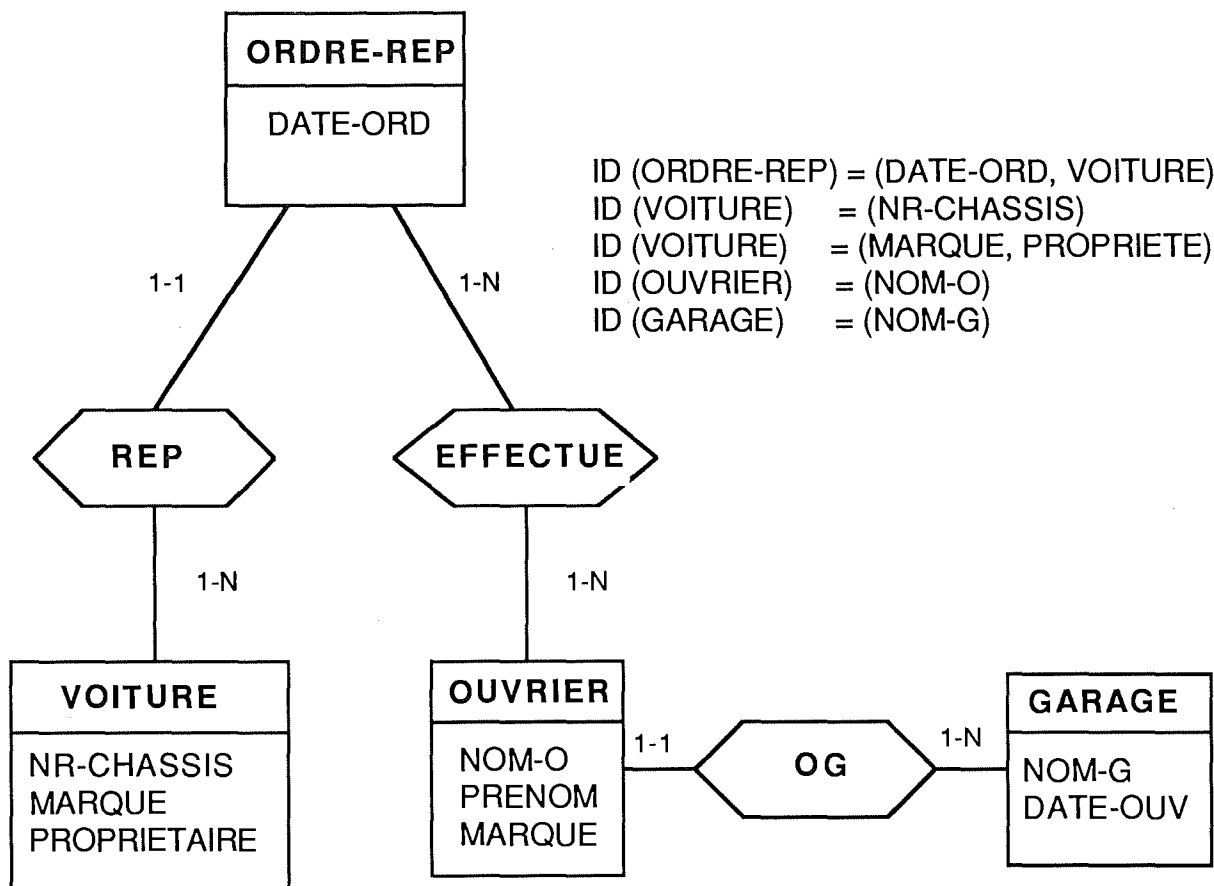 ORDRE-REP
DATE-ORD
ID (ORDRE-REP) = (DATE-ORD, VOITURE)
ID (VOITURE) = (NR-CHASSIS)
ID (VOITURE) = (MARQUE, PROPRIETE)
ID (OUVRIER) = (NOM-O)
ID (GARAGE) = (NOM-G)
1-1
1-N
REP
EFFECTUE
1-N
1-N
VOITURE
NR-CHASSIS
MARQUE
PROPRIETAIRE
OUVRIER
NOM-O
PRENOM
MARQUE
1-1
OG
1-N
GARAGE
NOM-G
DATE-OUV